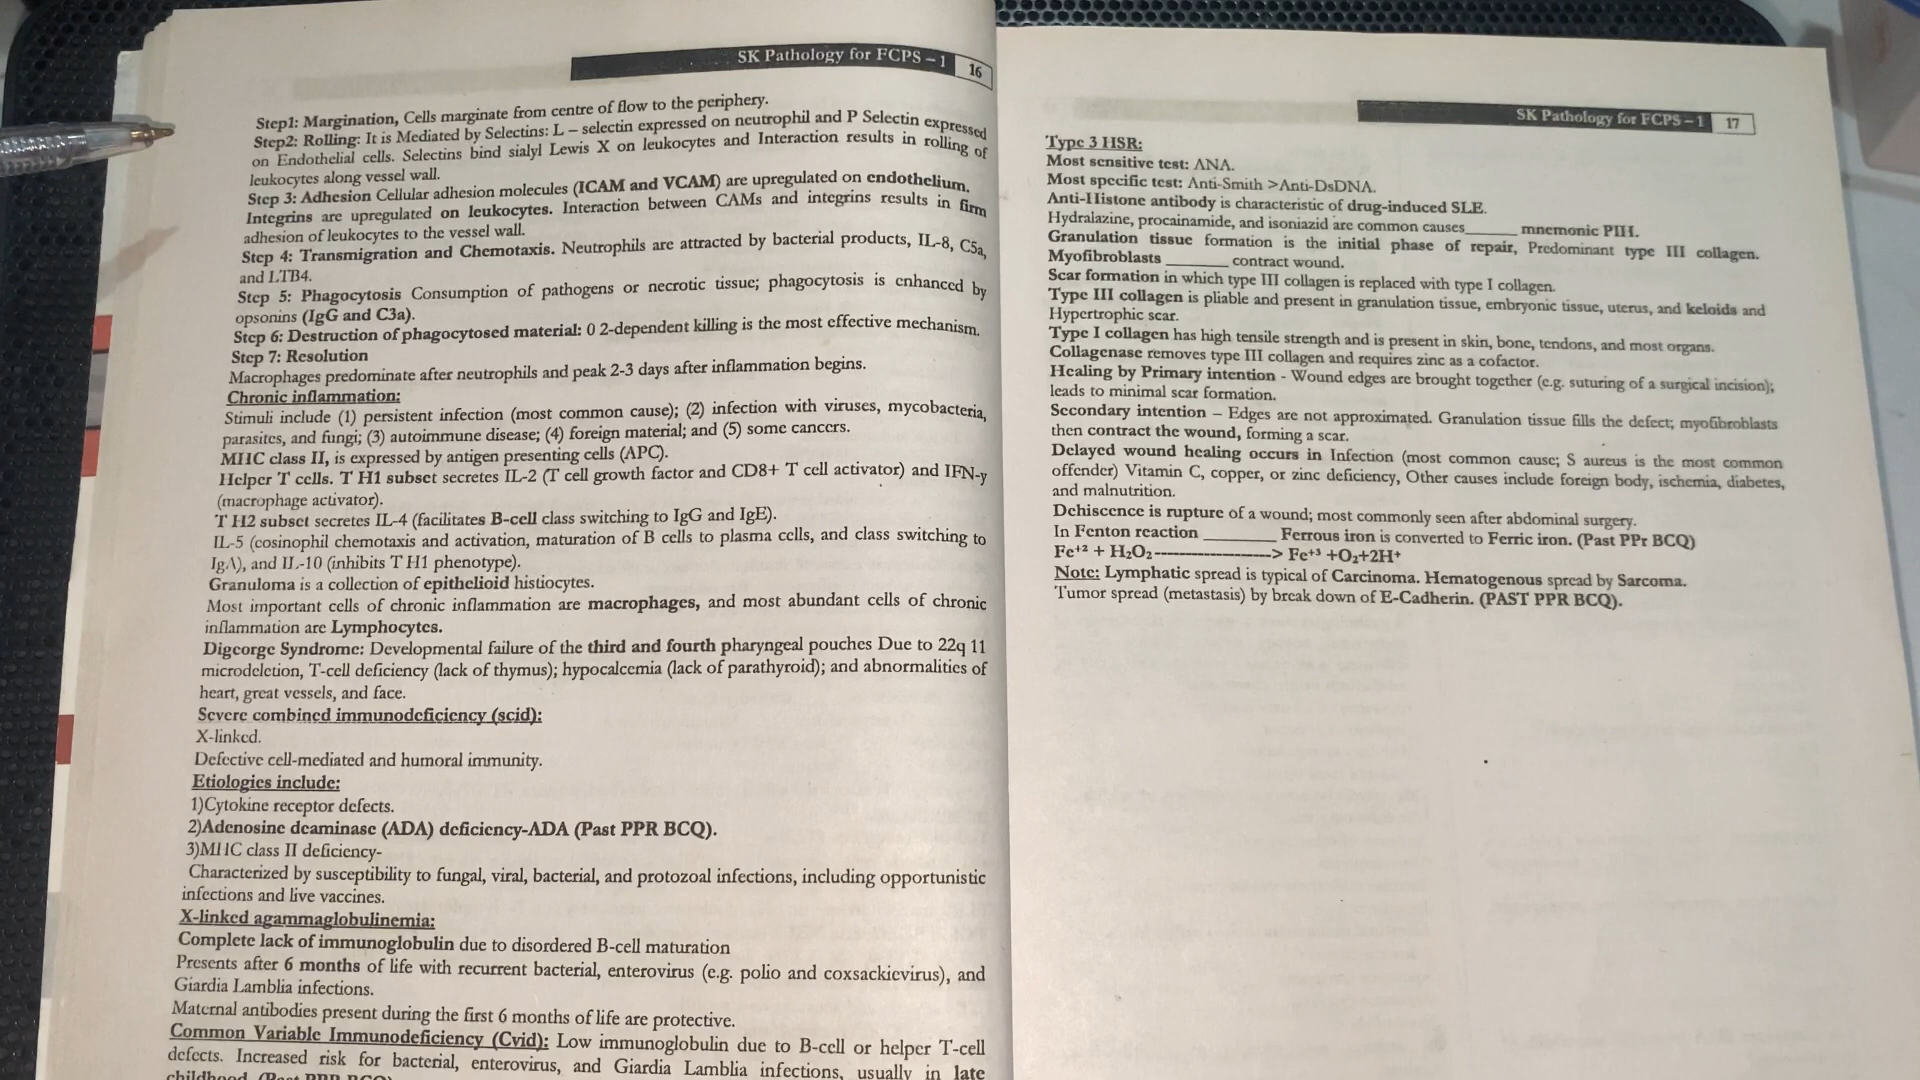 SK Pathology for FCPS – 1 16
Step1: Margination, Cells marginate from centre of flow to the periphery.
Step2: Rolling: It is Mediated by Selectins: L – selectin expressed on neutrophil and P Selectin expressed
on Endothelial cells. Selectins bind sialyl Lewis X on leukocytes and Interaction results in rolling of
leukocytes along vessel wall.
Step 3: Adhesion Cellular adhesion molecules (ICAM and VCAM) are upregulated on endothelium.
Integrins are upregulated on leukocytes. Interaction between CAMs and integrins results in firm
adhesion of leukocytes to the vessel wall.
Step 4: Transmigration and Chemotaxis. Neutrophils are attracted by bacterial products, IL-8, C5a,
and LTB4.
Step 5: Phagocytosis Consumption of pathogens or necrotic tissue; phagocytosis is enhanced by
opsonins (IgG and C3a).
Step 6: Destruction of phagocytosed material: 0 2-dependent killing is the most effective mechanism.
Step 7: Resolution
Macrophages predominate after neutrophils and peak 2-3 days after inflammation begins.
Chronic inflammation:
Stimuli include (1) persistent infection (most common cause); (2) infection with viruses, mycobacteria,
parasites, and fungi; (3) autoimmune disease; (4) foreign material; and (5) some cancers.
MHC class II, is expressed by antigen presenting cells (APC).
Helper T cells. T H1 subset secretes IL-2 (T cell growth factor and CD8+ T cell activator) and IFN-y
(macrophage activator).
T H2 subset secretes IL-4 (facilitates B-cell class switching to IgG and IgE).
IL-5 (eosinophil chemotaxis and activation, maturation of B cells to plasma cells, and class switching to
IgA), and IL-10 (inhibits T H1 phenotype).
Granuloma is a collection of epithelioid histiocytes.
Most important cells of chronic inflammation are macrophages, and most abundant cells of chronic
inflammation are Lymphocytes.
Digeorge Syndrome: Developmental failure of the third and fourth pharyngeal pouches Due to 22q 11
microdeletion, T-cell deficiency (lack of thymus); hypocalcemia (lack of parathyroid); and abnormalities of
heart, great vessels, and face.
Severe combined immunodeficiency (scid):
X-linked.
Defective cell-mediated and humoral immunity.
Etiologies include:
1)Cytokine receptor defects.
2)Adenosine deaminase (ADA) deficiency-ADA (Past PPR BCQ).
3)MHC class II deficiency-
Characterized by susceptibility to fungal, viral, bacterial, and protozoal infections, including opportunistic
infections and live vaccines.
X-linked agammaglobulinemia:
Complete lack of immunoglobulin due to disordered B-cell maturation
Presents after 6 months of life with recurrent bacterial, enterovirus (e.g. polio and coxsackievirus), and
Giardia Lamblia infections.
Maternal antibodies present during the first 6 months of life are protective.
Common Variable Immunodeficiency (Cvid): Low immunoglobulin due to B-cell or helper T-cell
defects. Increased risk for bacterial, enterovirus, and Giardia Lamblia infections, usually in late
childhood (Past PPR BCQ)
SK Pathology for FCPS – 1 17
Type 3 HSR:
Most sensitive test: ANA.
Most specific test: Anti-Smith >Anti-DsDNA.
Anti-Histone antibody is characteristic of drug-induced SLE.
Hydralazine, procainamide, and isoniazid are common causes______ mnemonic PIH.
Granulation tissue formation is the initial phase of repair, Predominant type III collagen.
Myofibroblasts _______ contract wound.
Scar formation in which type III collagen is replaced with type I collagen.
Type III collagen is pliable and present in granulation tissue, embryonic tissue, uterus, and keloids and
Hypertrophic scar.
Type I collagen has high tensile strength and is present in skin, bone, tendons, and most organs.
Collagenase removes type III collagen and requires zinc as a cofactor.
Healing by Primary intention - Wound edges are brought together (e.g. suturing of a surgical incision);
leads to minimal scar formation.
Secondary intention – Edges are not approximated. Granulation tissue fills the defect; myofibroblasts
then contract the wound, forming a scar.
Delayed wound healing occurs in Infection (most common cause; S aureus is the most common
offender) Vitamin C, copper, or zinc deficiency, Other causes include foreign body, ischemia, diabetes,
and malnutrition.
Dehiscence is rupture of a wound; most commonly seen after abdominal surgery.
In Fenton reaction ________ Ferrous iron is converted to Ferric iron. (Past PPr BCQ)
Fe⁺² + H₂O₂-------------------> Fe⁺³ +O₂+2H⁺
Note: Lymphatic spread is typical of Carcinoma. Hematogenous spread by Sarcoma.
Tumor spread (metastasis) by break down of E-Cadherin. (PAST PPR BCQ).